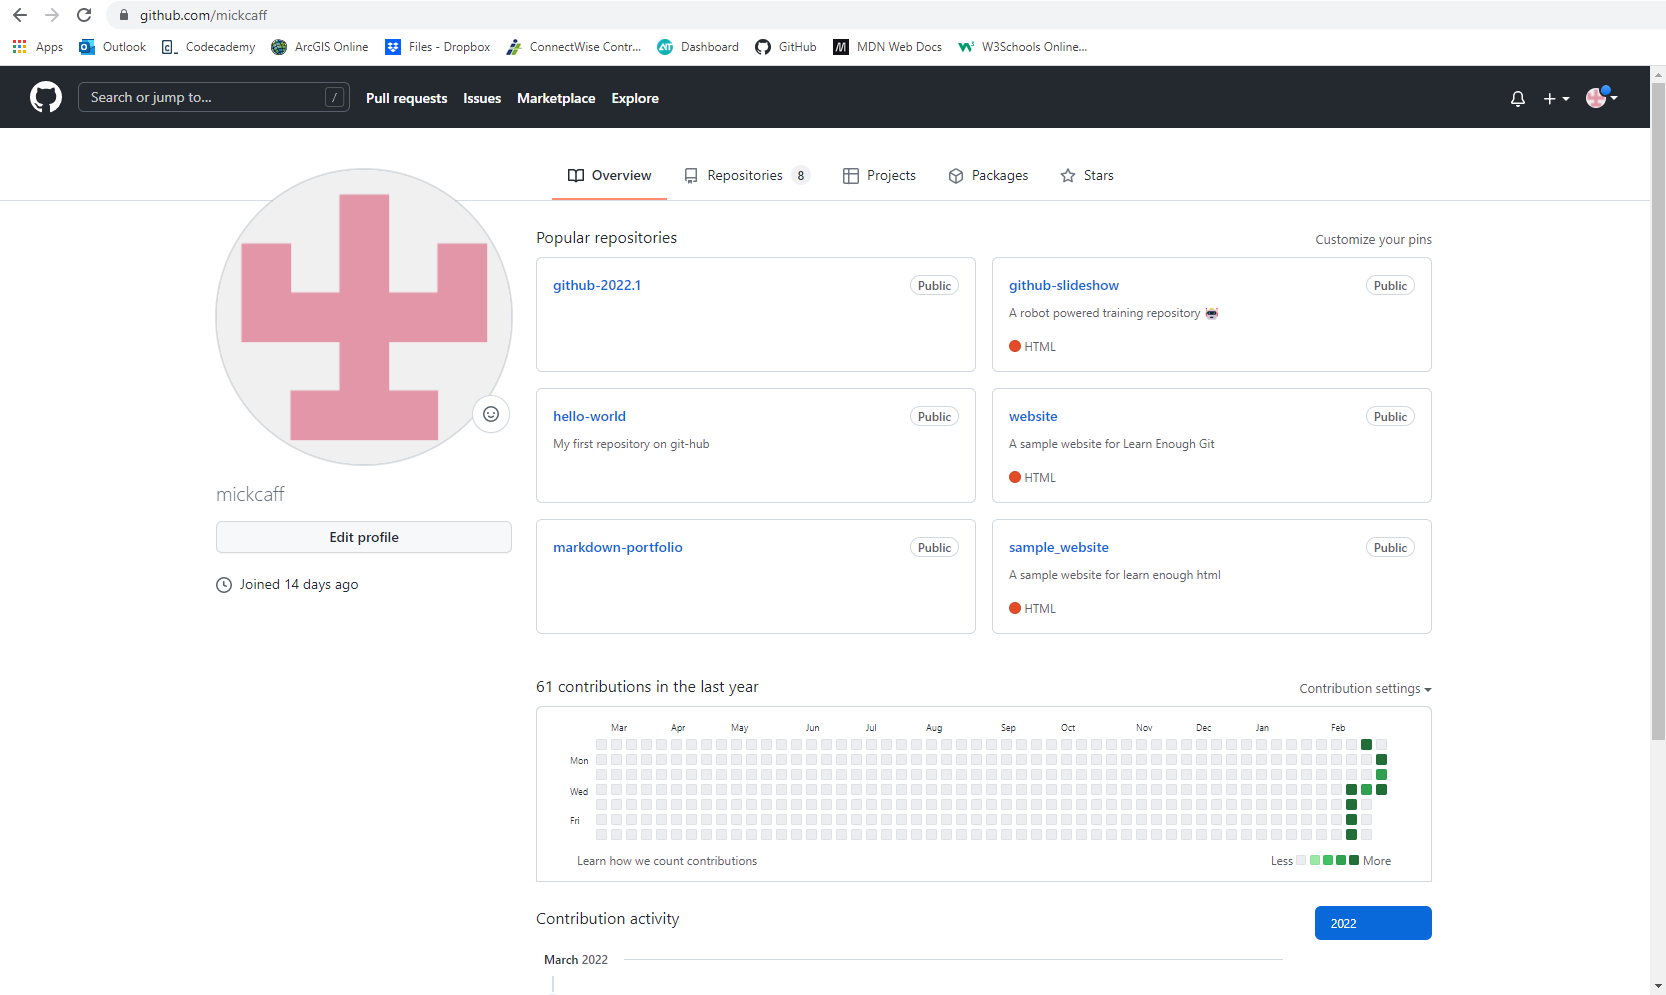 github.com/mickcaff
Apps Outlook Codecademy ArcGIS Online Files - Dropbox ConnectWise Contr... Dashboard GitHub MDN Web Docs W3Schools Online...
Search or jump to... / Pull requests Issues Marketplace Explore
Overview Repositories 8 Projects Packages Stars
Popular repositories Customize your pins
github-2022.1 Public
github-slideshow Public
A robot powered training repository
HTML
hello-world Public
My first repository on git-hub
website Public
A sample website for Learn Enough Git
HTML
mickcaff
Edit profile
Joined 14 days ago
markdown-portfolio Public
sample_website Public
A sample website for learn enough html
HTML
61 contributions in the last year Contribution settings
Mar Apr May Jun Jul Aug Sep Oct Nov Dec Jan Feb
Mon
Wed
Fri
Learn how we count contributions Less More
Contribution activity 2022
March 2022